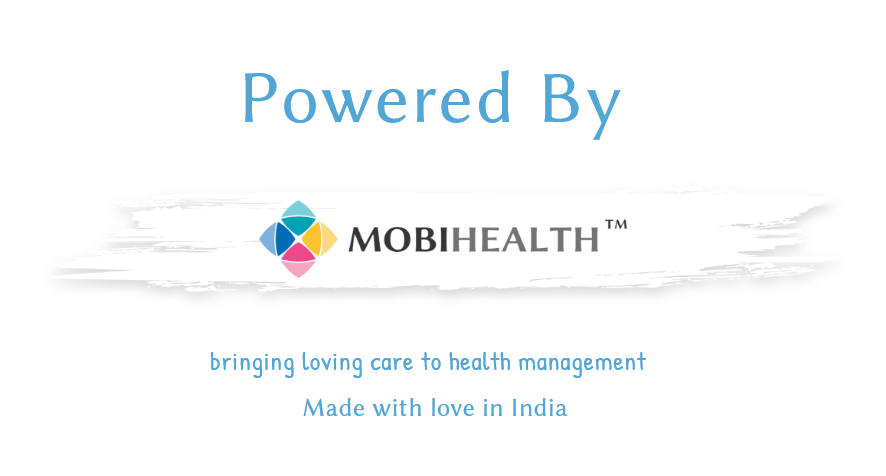 Powered By
MOBIHEALTH™
bringing loving care to health management
Made with love in India